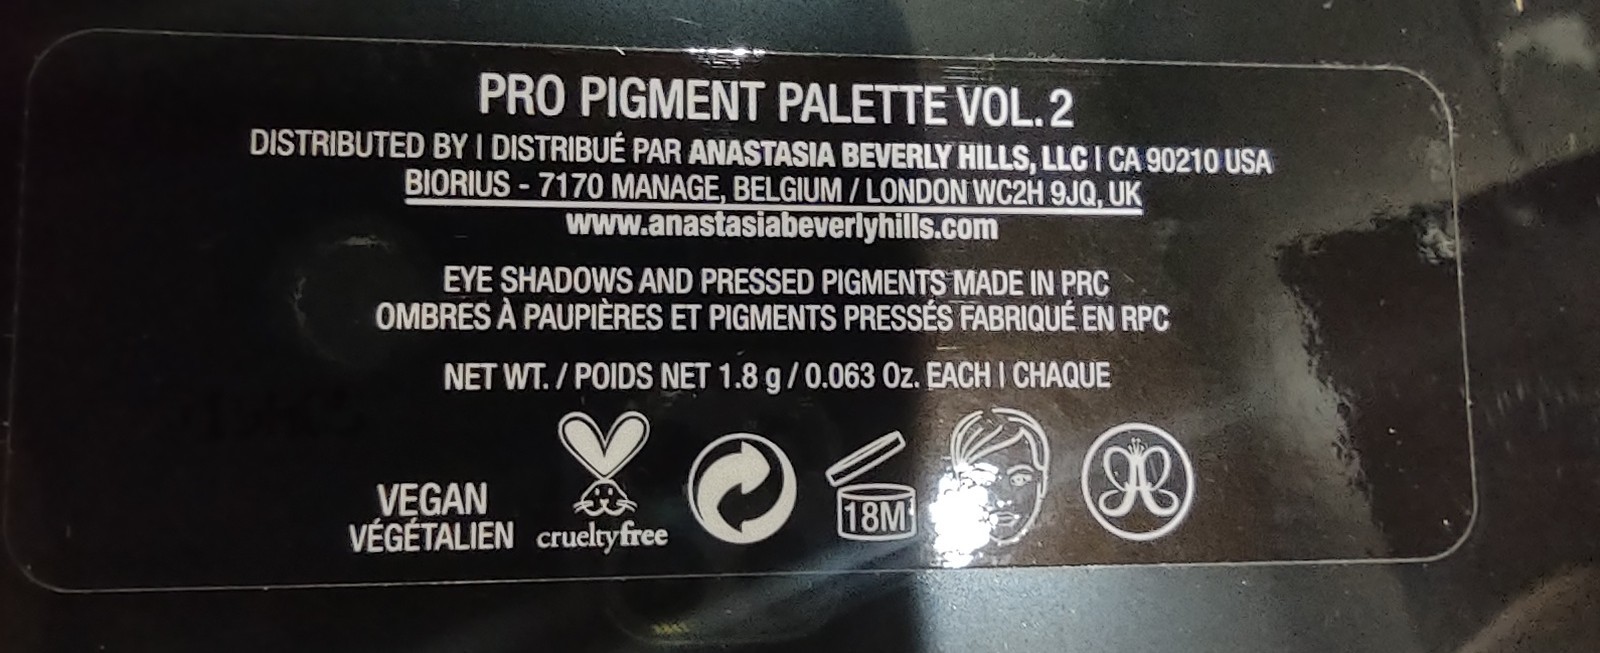 PRO PIGMENT PALETTE VOL. 2
DISTRIBUTED BY | DISTRIBUÉ PAR ANASTASIA BEVERLY HILLS, LLC | CA 90210 USA
BIORIUS - 7170 MANAGE, BELGIUM / LONDON WC2H 9JQ, UK
www.anastasiabeverlyhills.com
EYE SHADOWS AND PRESSED PIGMENTS MADE IN PRC
OMBRES À PAUPIÈRES ET PIGMENTS PRESSÉS FABRIQUÉ EN RPC
NET WT. / POIDS NET 1.8 g / 0.063 Oz. EACH | CHAQUE
VEGAN
VÉGÉTALIEN
crueltyfree
18M